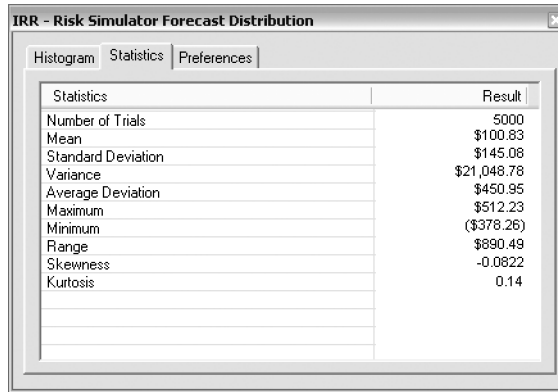 IRR - Risk Simulator Forecast Distribution
Histogram Statistics Preferences
Statistics Result
Number of Trials 5000
Mean $100.83
Standard Deviation $145.08
Variance $21,048.78
Average Deviation $450.95
Maximum $512.23
Minimum ($378.26)
Range $890.49
Skewness -0.0822
Kurtosis 0.14